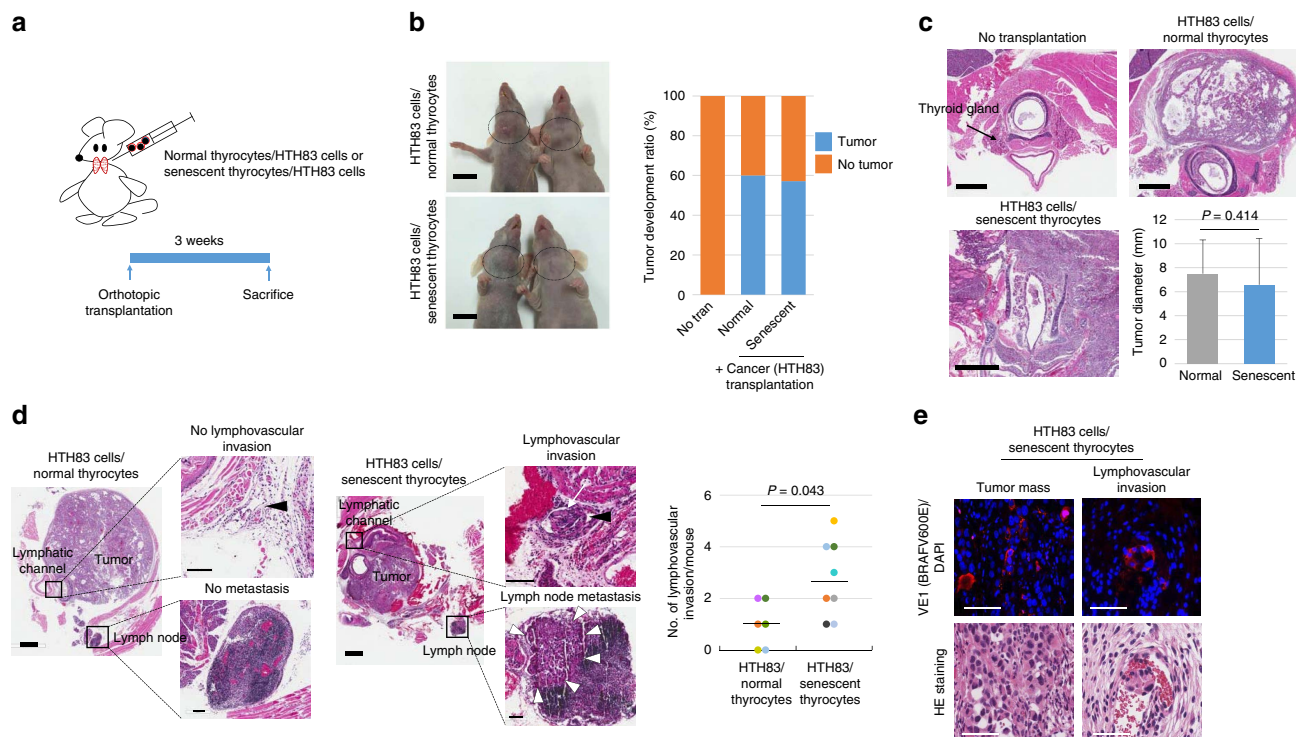 a
Normal thyrocytes/HTH83 cells or
senescent thyrocytes/HTH83 cells
3 weeks
Orthotopic
transplantation
Sacrifice
b
HTH83 cells/
normal thyrocytes
HTH83 cells/
senescent thyrocytes
Tumor development ratio (%)
100
80
60
40
20
0
Tumor
No tumor
No tran
Normal
Senescent
+ Cancer (HTH83)
transplantation
c
No transplantation
Thyroid gland
HTH83 cells/
normal thyrocytes
HTH83 cells/
senescent thyrocytes
P = 0.414
Tumor diameter (mm)
12
10
8
6
4
2
0
Normal
Senescent
d
HTH83 cells/
normal thyrocytes
No lymphovascular
invasion
Lymphatic
channel
Tumor
No metastasis
Lymph node
HTH83 cells/
senescent thyrocytes
Lymphovascular
invasion
Lymphatic
channel
Tumor
Lymph node metastasis
Lymph node
P = 0.043
No. of lymphovascular
invasion/mouse
6
4
2
0
HTH83/
normal
thyrocytes
HTH83/
senescent
thyrocytes
e
HTH83 cells/
senescent thyrocytes
Tumor mass
Lymphovascular
invasion
VE1 (BRAFV600E)/
DAPI
HE staining